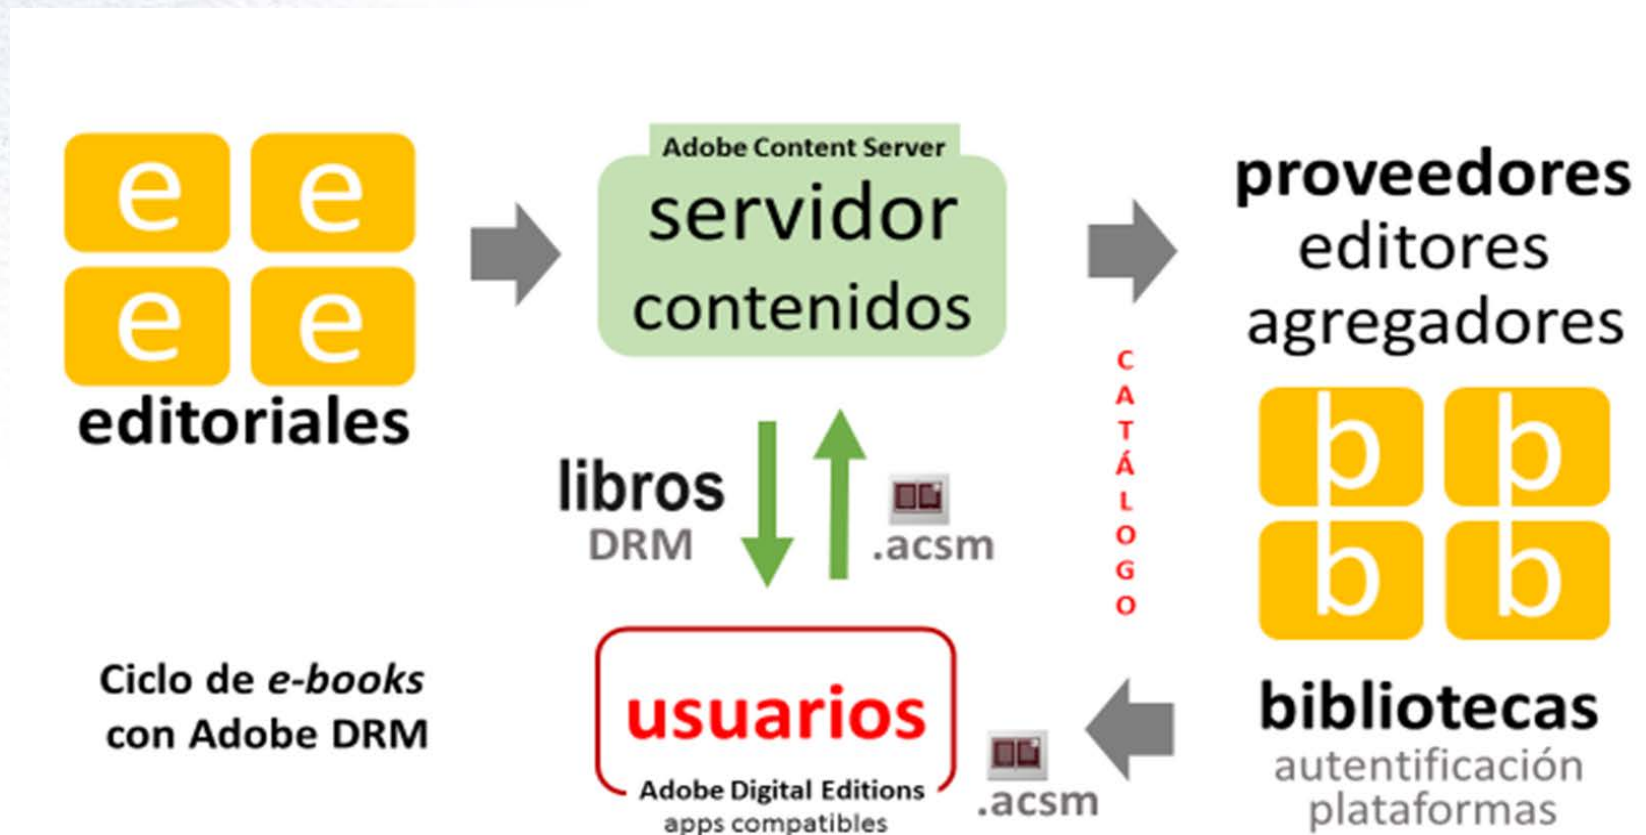 e e
e e
editoriales
Adobe Content Server
servidor
contenidos
proveedores
editores
agregadores
CATÁLOGO
b b
b b
libros
DRM
.acsm
usuarios
Adobe Digital Editions
apps compatibles
.acsm
bibliotecas
autentificación
plataformas
Ciclo de e-books
con Adobe DRM